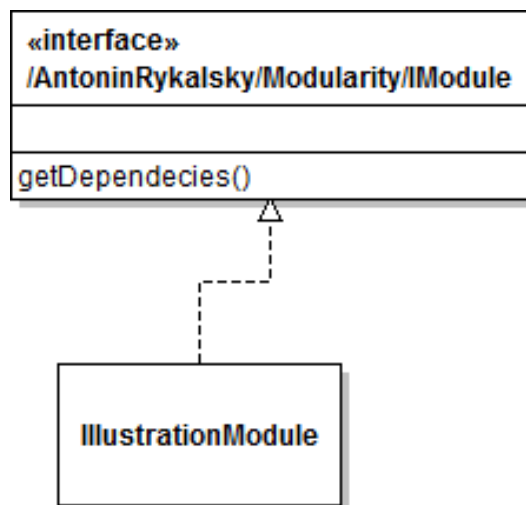 «interface»
/AntoninRykalsky/Modularity/IModule
getDependecies()
IllustrationModule